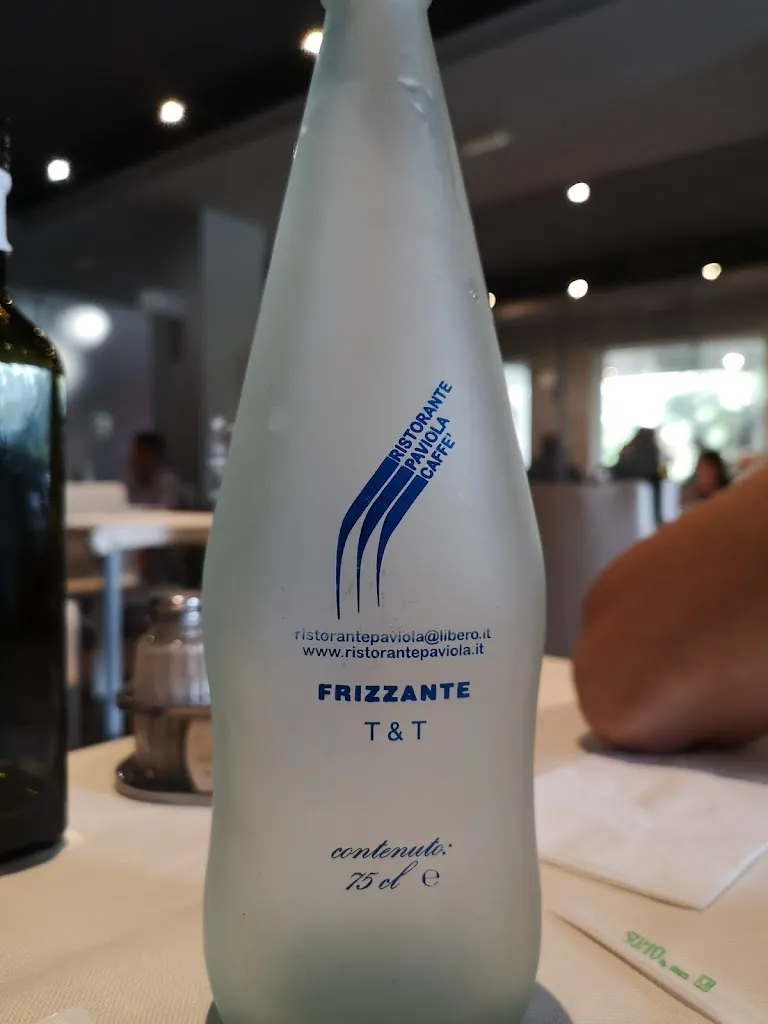 RISTORANTE
PAVIOLA
CAFFE'
ristorantepaviola@libero.it
www.ristorantepaviola.it
FRIZZANTE
T & T
contenuto:
75 cl e